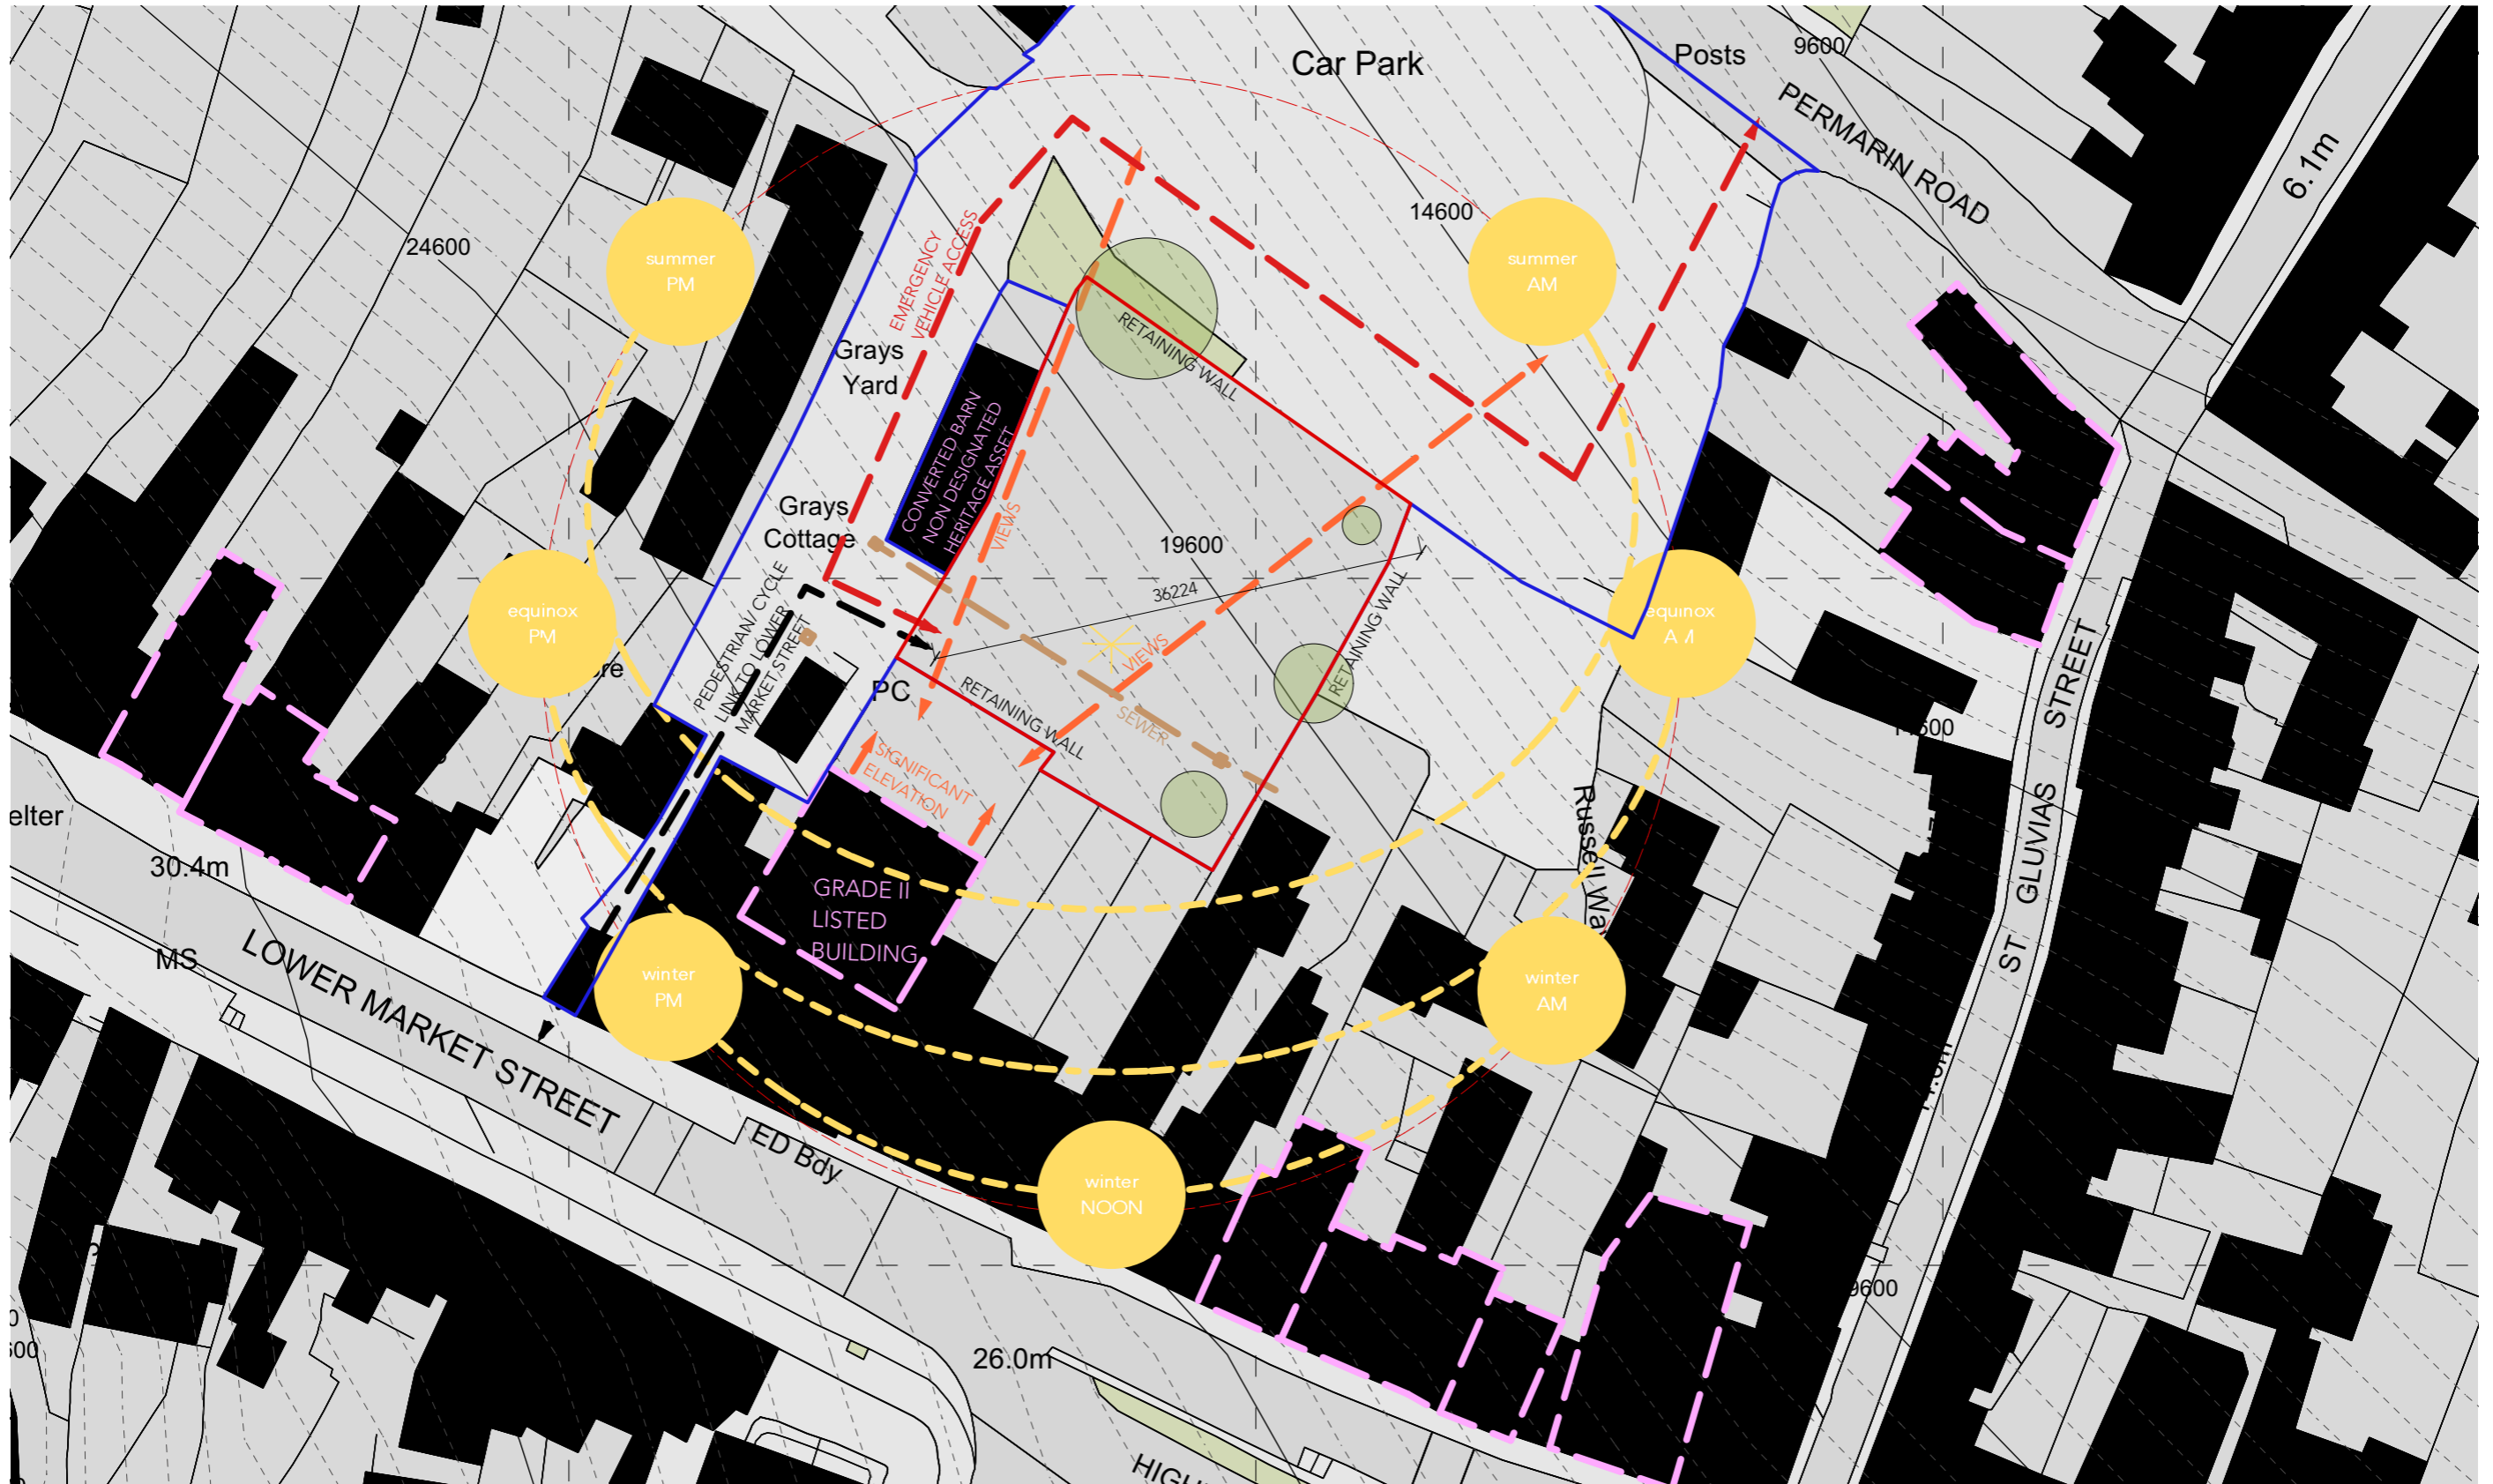 Car Park
Posts
9600
PERMARIN ROAD
6.1m
14600
24600
summer
PM
summer
AM
EMERGENCY
VEHICLE ACCESS
RETAINING WALL
Grays
Yard
CONVERTED BARN
NON DESIGNATED
HERITAGE ASSET
VIEWS
Grays
Cottage
19600
36224
RETAINING WALL
equinox
PM
equinox
AM
PEDESTRIAN/ CYCLE
LINK TO LOWER
MARKET STREET
PC
RETAINING WALL
VIEWS
SEWER
SIGNIFICANT
ELEVATION
ST GLUVIAS STREET
elter
30.4m
MS
LOWER MARKET STREET
GRADE II
LISTED
BUILDING
winter
PM
winter
AM
winter
NOON
ED Bdy
9600
26.0m